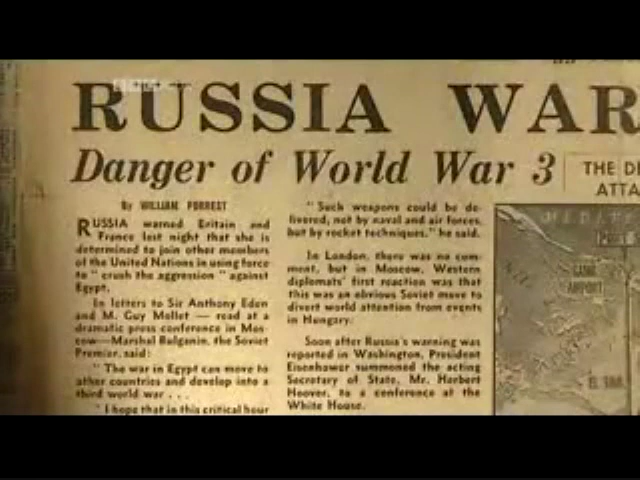 RUSSIA WAR
Danger of World War 3
THE DE
ATTA
By WILLIAM FORREST
RUSSIA warned Britain and
France last night that she is
determined to join other members
of the United Nations in using force
to " crush the aggression " against
Egypt.
In letters to Sir Anthony Eden
and M. Guy Mollet — read at a
dramatic press conference in Mos-
cow—Marshal Bulganin, the Soviet
Premier, said:
" The war in Egypt can move to
other countries and develop into a
third world war . . .
" I hope that in this critical hour
" Such weapons could be de-
livered, not by naval and air forces,
but by rocket techniques," he said.
In London, there was no com-
ment, but in Moscow, Western
diplomats' first reaction was that
this was an obvious Soviet move to
divert world attention from events
in Hungary.
Soon after Russia's warning was
reported in Washington, President
Eisenhower summoned the acting
Secretary of State, Mr. Herbert
Hoover, to a conference at the
White House.
MEDITE
PORT
GAMIL
AIRPORT